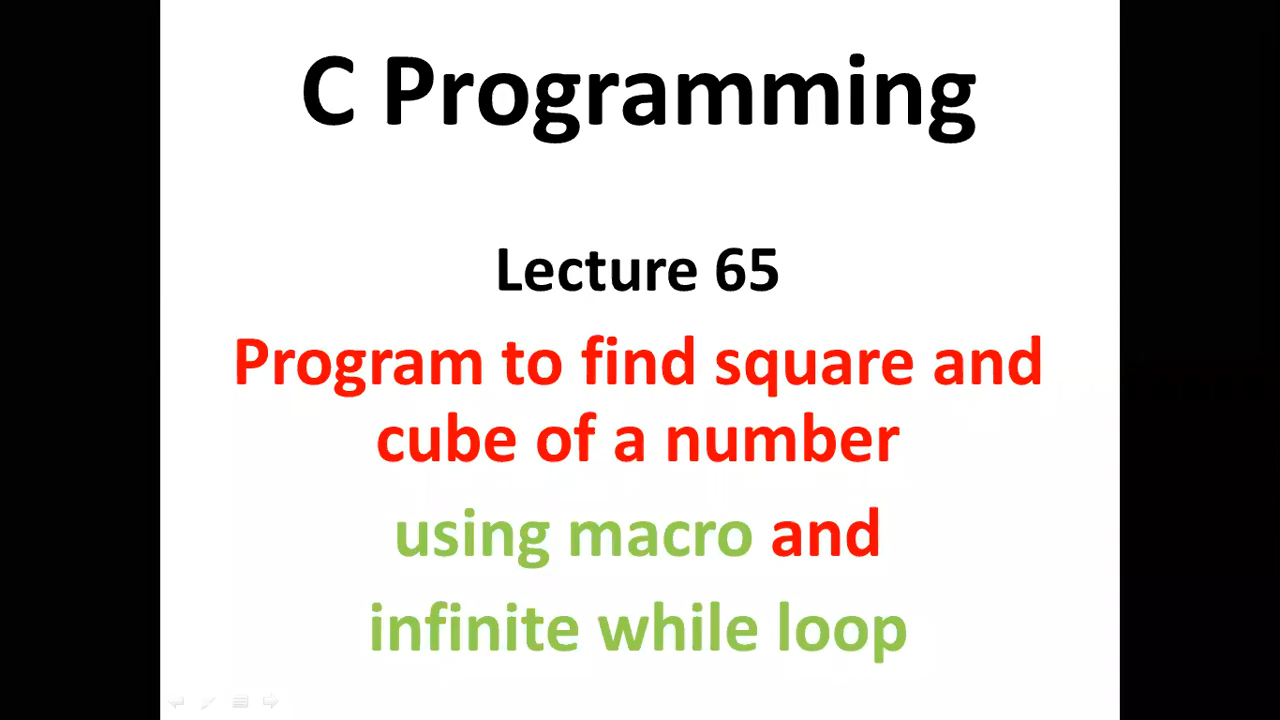 C Programming
Lecture 65
Program to find square and
cube of a number
using macro and
infinite while loop